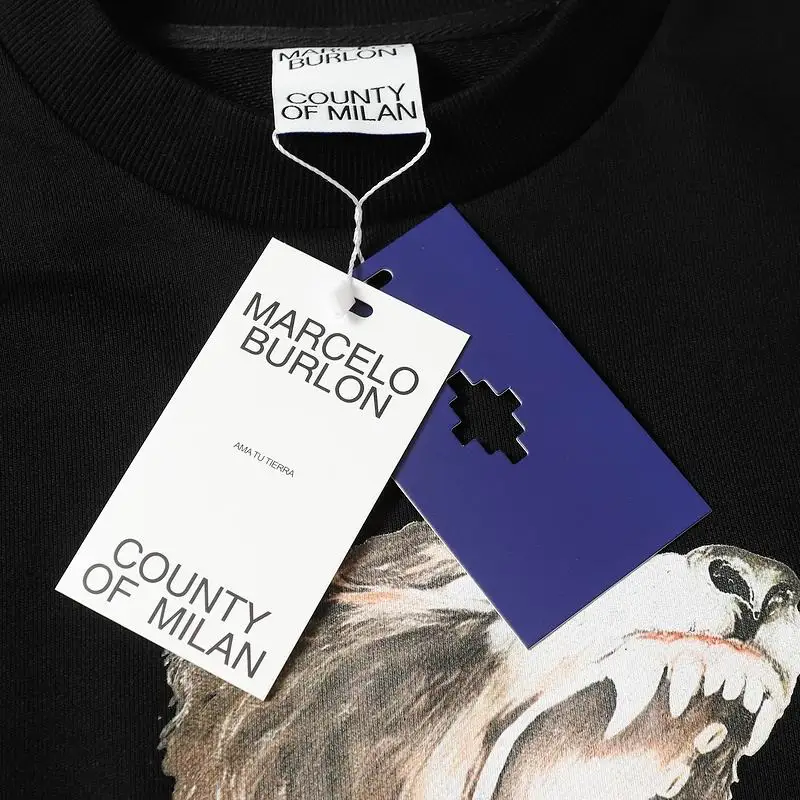 MARCELO
BURLON
COUNTY
OF MILAN
MARCELO
BURLON
AMA TU TIERRA
COUNTY
OF MILAN